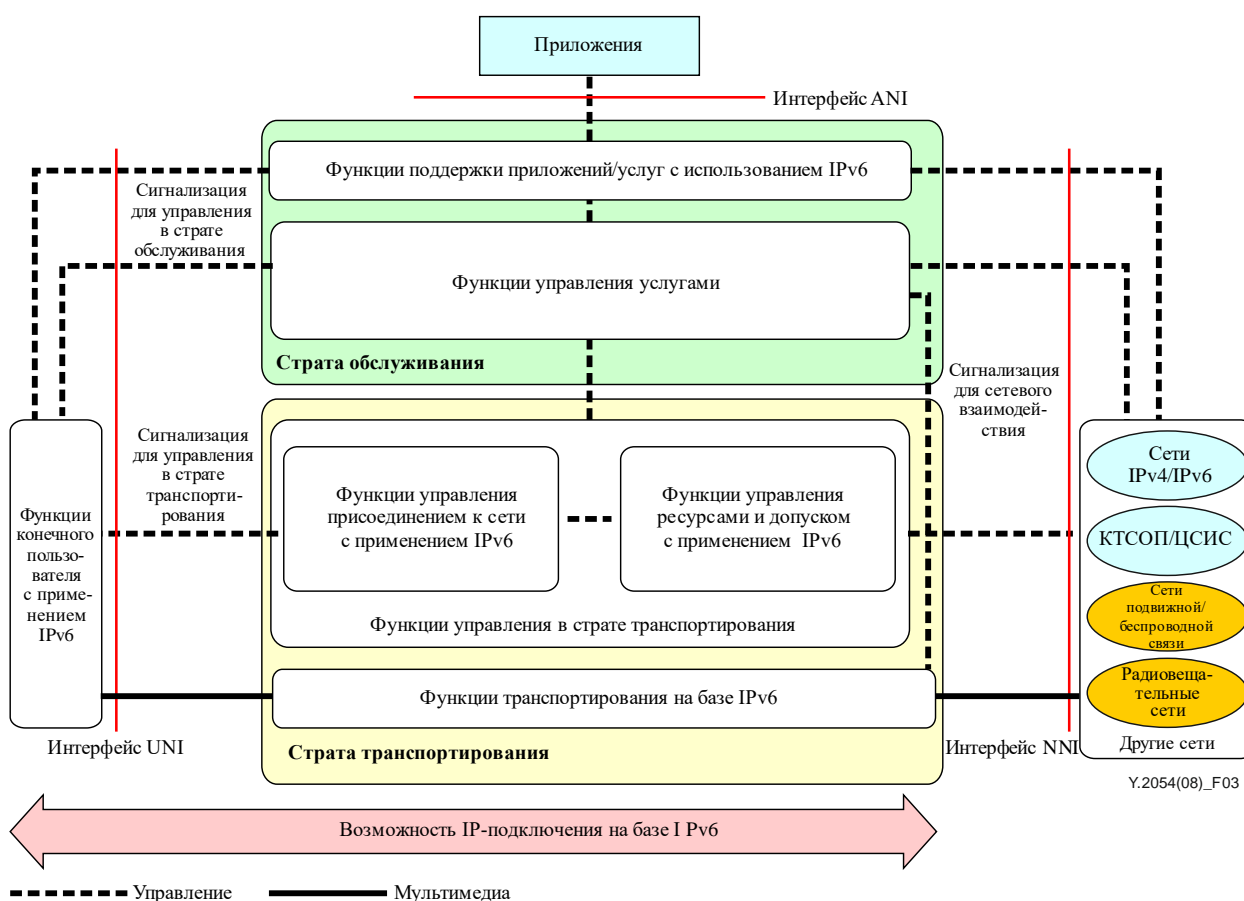 Приложения
Интерфейс ANI
Функции поддержки приложений/услуг с использованием IPv6
Сигнализация
для управления
в страте
обслуживания
Функции управления услугами
Страта обслуживания
Сигнализация
для сетевого
взаимодей-
ствия
Сигнализация
для управления
в страте
транспорти-
рования
Функции
конечного
пользо-
вателя
с приме-
нением
IPv6
Функции управления
присоединением к сети
с применением IPv6
Функции управления
ресурсами и допуском
с применением IPv6
Функции управления в страте транспортирования
Функции транспортирования на базе IPv6
Страта транспортирования
Интерфейс UNI
Интерфейс NNI
Сети
IPv4/IPv6
КТСОП/ЦСИС
Сети
подвижной/
беспроводной
связи
Радиовеща-
тельные
сети
Другие сети
Y.2054(08)_F03
Возможность IP-подключения на базе I Pv6
Управление
Мультимедиа